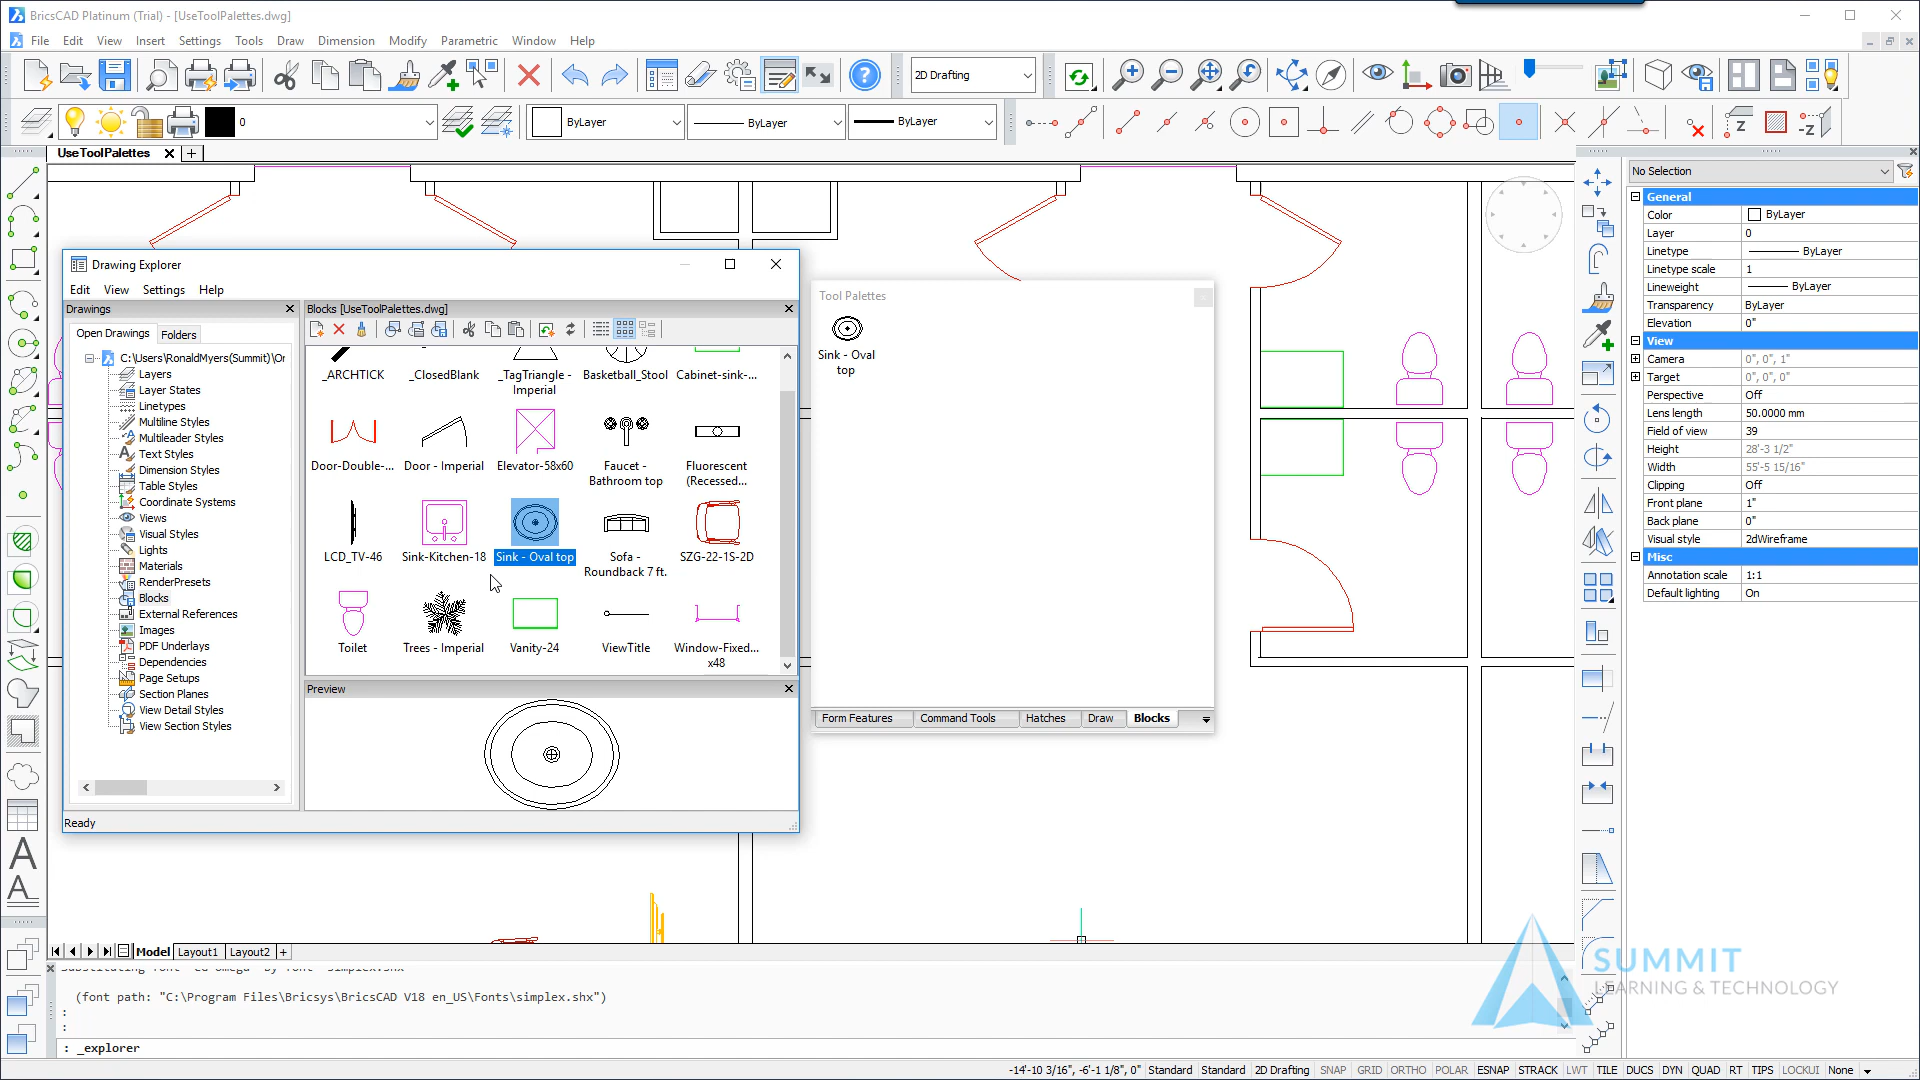 BricsCAD Platinum (Trial) - [UseToolPalettes.dwg]
File Edit View Insert Settings Tools Draw Dimension Modify Parametric Window Help
2D Drafting
0 ByLayer ByLayer ByLayer
UseToolPalettes
Drawing Explorer
Edit View Settings Help
Drawings
Open Drawings Folders
C:\Users\RonaldMyers(Summit)\Or
Layers
Layer States
Linetypes
Multiline Styles
Multileader Styles
Text Styles
Dimension Styles
Table Styles
Coordinate Systems
Views
Visual Styles
Lights
Materials
RenderPresets
Blocks
External References
Images
PDF Underlays
Dependencies
Page Setups
Section Planes
View Detail Styles
View Section Styles
Ready
Blocks [UseToolPalettes.dwg]
_ARCHTICK
_ClosedBlank
_TagTriangle - Imperial
Basketball_Stool
Cabinet-sink-...
Door-Double-...
Door - Imperial
Elevator-58x60
Faucet - Bathroom top
Fluorescent (Recessed...
LCD_TV-46
Sink-Kitchen-18
Sink - Oval top
Sofa - Roundback 7 ft.
SZG-22-1S-2D
Toilet
Trees - Imperial
Vanity-24
ViewTitle
Window-Fixed... x48
Preview
Tool Palettes
Sink - Oval
top
Form Features Command Tools Hatches Draw Blocks
No Selection
General
Color ByLayer
Layer 0
Linetype ByLayer
Linetype scale 1
Lineweight ByLayer
Transparency ByLayer
Elevation 0"
View
Camera 0", 0", 1"
Target 0", 0", 0"
Perspective Off
Lens length 50.0000 mm
Field of view 39
Height 28'-3 1/2"
Width 55'-5 15/16"
Clipping Off
Front plane 1"
Back plane 0"
Visual style 2dWireframe
Misc
Annotation scale 1:1
Default lighting On
Model Layout1 Layout2
(font path: "C:\Program Files\Bricsys\BricsCAD V18 en_US\Fonts\simplex.shx")
:
:
: _explorer
SUMMIT
LEARNING & TECHNOLOGY
-14'-10 3/16", -6'-1 1/8", 0" Standard Standard 2D Drafting SNAP GRID ORTHO POLAR ESNAP STRACK LWT TILE DUCS DYN QUAD RT TIPS LOCKUI None